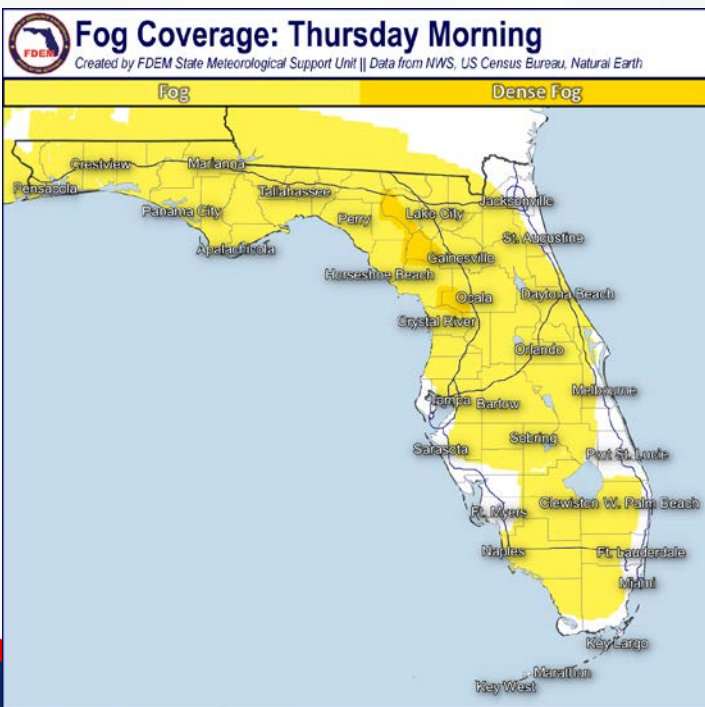 FDEM
Fog Coverage: Thursday Morning
Created by FDEM State Meteorological Support Unit || Data from NWS, US Census Bureau, Natural Earth
Fog
Dense Fog
Crestview
Marianna
Pensacola
Tallahassee
Jacksonville
Panama City
Perry
Lake City
St. Augustine
Apalachicola
Gainesville
Horseshoe Beach
Ocala
Daytona Beach
Crystal River
Orlando
Melbourne
Tampa
Bartow
Sebring
Sarasota
Port St. Lucie
Ft. Myers
Clewiston
W. Palm Beach
Naples
Ft. Lauderdale
Miami
Key Largo
Marathon
Key West